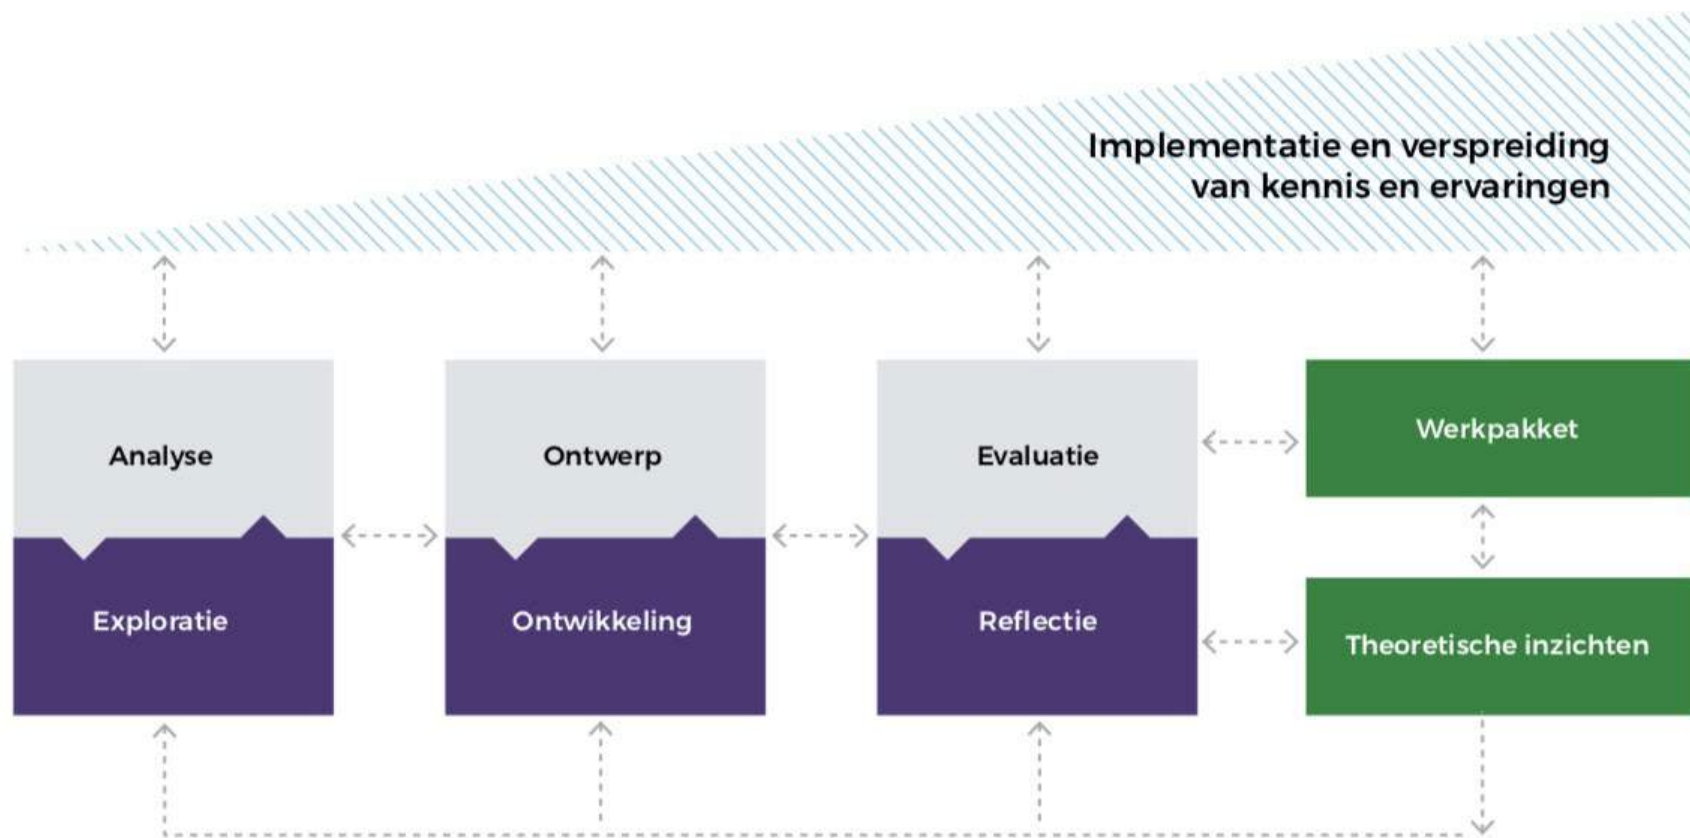 Implementatie en verspreiding
van kennis en ervaringen
Analyse
Exploratie
Ontwerp
Ontwikkeling
Evaluatie
Reflectie
Werkpakket
Theoretische inzichten